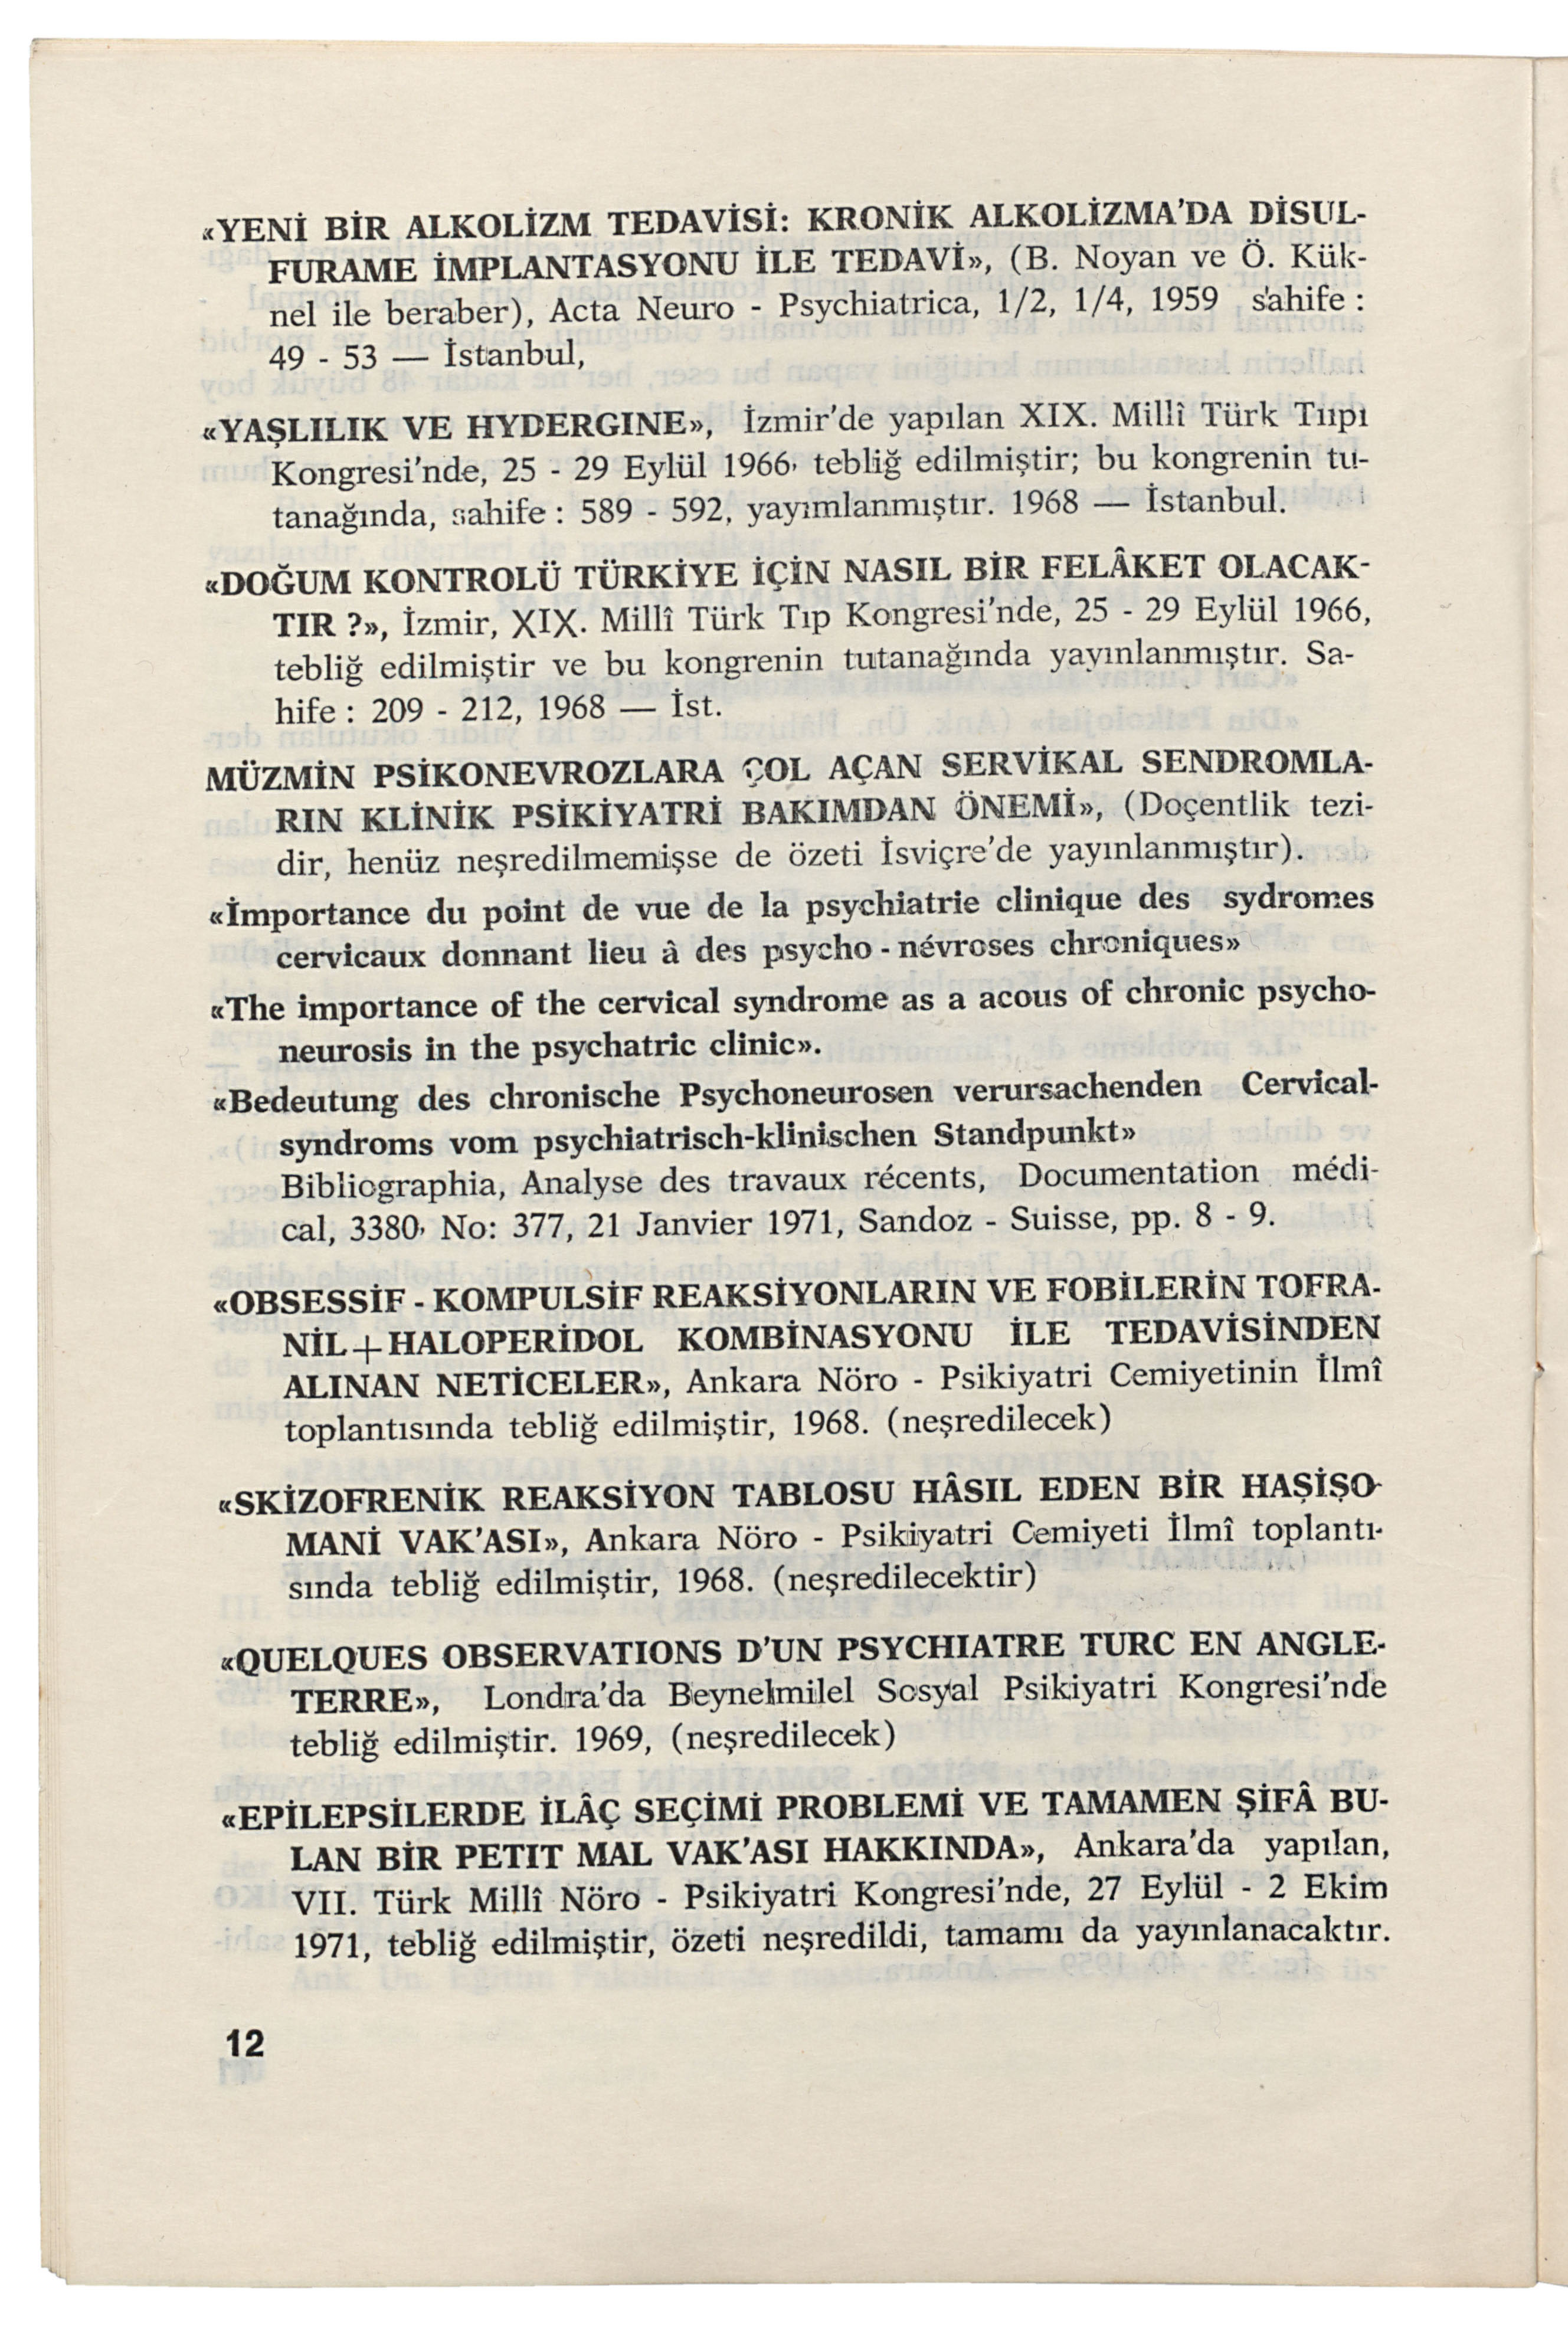 «YENİ BİR ALKOLİZM TEDAVİSİ: KRONİK ALKOLİZMA'DA DİSUL-
FURAME İMPLANTASYONU İLE TEDAVİ», (B. Noyan ve Ö. Kük-
nel ile beraber), Acta Neuro - Psychiatrica, 1/2, 1/4, 1959 sahife :
49 - 53 — İstanbul,
«YAŞLILIK VE HYDERGINE», İzmir'de yapılan XIX. Millî Türk Tıpı
Kongresi'nde, 25 - 29 Eylül 1966, tebliğ edilmiştir; bu kongrenin tu-
tanağında, sahife : 589 - 592, yayımlanmıştır. 1968 — İstanbul.
«DOĞUM KONTROLÜ TÜRKİYE İÇİN NASIL BİR FELÂKET OLACAK-
TIR ?», İzmir, XIX. Millî Türk Tıp Kongresi'nde, 25 - 29 Eylül 1966,
tebliğ edilmiştir ve bu kongrenin tutanağında yayınlanmıştır. Sa-
hife : 209 - 212, 1968 — İst.
MÜZMİN PSİKONEVROZLARA ÇOL AÇAN SERVİKAL SENDROMLA-
RIN KLİNİK PSİKİYATRİ BAKIMDAN ÖNEMİ», (Doçentlik tezi-
dir, henüz neşredilmemişse de özeti İsviçre'de yayınlanmıştır).
«İmportance du point de vue de la psychiatrie clinique des sydromes
cervicaux donnant lieu â des psycho - névroses chroniques»
«The importance of the cervical syndrome as a acous of chronic psycho-
neurosis in the psychatric clinic».
«Bedeutung des chronische Psychoneurosen verursachenden Cervical-
syndroms vom psychiatrisch-klinischen Standpunkt»
Bibliographia, Analyse des travaux récents, Documentation médi-
cal, 3380, No: 377, 21 Janvier 1971, Sandoz - Suisse, pp. 8 - 9.
«OBSESSİF - KOMPULSİF REAKSİYONLARIN VE FOBİLERİN TOFRA-
NİL+HALOPERİDOL KOMBİNASYONU İLE TEDAVİSİNDEN
ALINAN NETİCELER», Ankara Nöro - Psikiyatri Cemiyetinin İlmî
toplantısında tebliğ edilmiştir, 1968. (neşredilecek)
«SKİZOFRENİK REAKSİYON TABLOSU HÂSIL EDEN BİR HAŞİŞO-
MANİ VAK'ASI», Ankara Nöro - Psikiyatri Cemiyeti İlmî toplantı-
sında tebliğ edilmiştir, 1968. (neşredilecektir)
«QUELQUES OBSERVATIONS D'UN PSYCHIATRE TURC EN ANGLE-
TERRE», Londra'da Beynelmilel Sosyal Psikiyatri Kongresi'nde
tebliğ edilmiştir. 1969, (neşredilecek)
«EPİLEPSİLERDE İLÂÇ SEÇİMİ PROBLEMİ VE TAMAMEN ŞİFÂ BU-
LAN BİR PETIT MAL VAK'ASI HAKKINDA», Ankara'da yapılan,
VII. Türk Millî Nöro - Psikiyatri Kongresi'nde, 27 Eylül - 2 Ekim
1971, tebliğ edilmiştir, özeti neşredildi, tamamı da yayınlanacaktır.
12